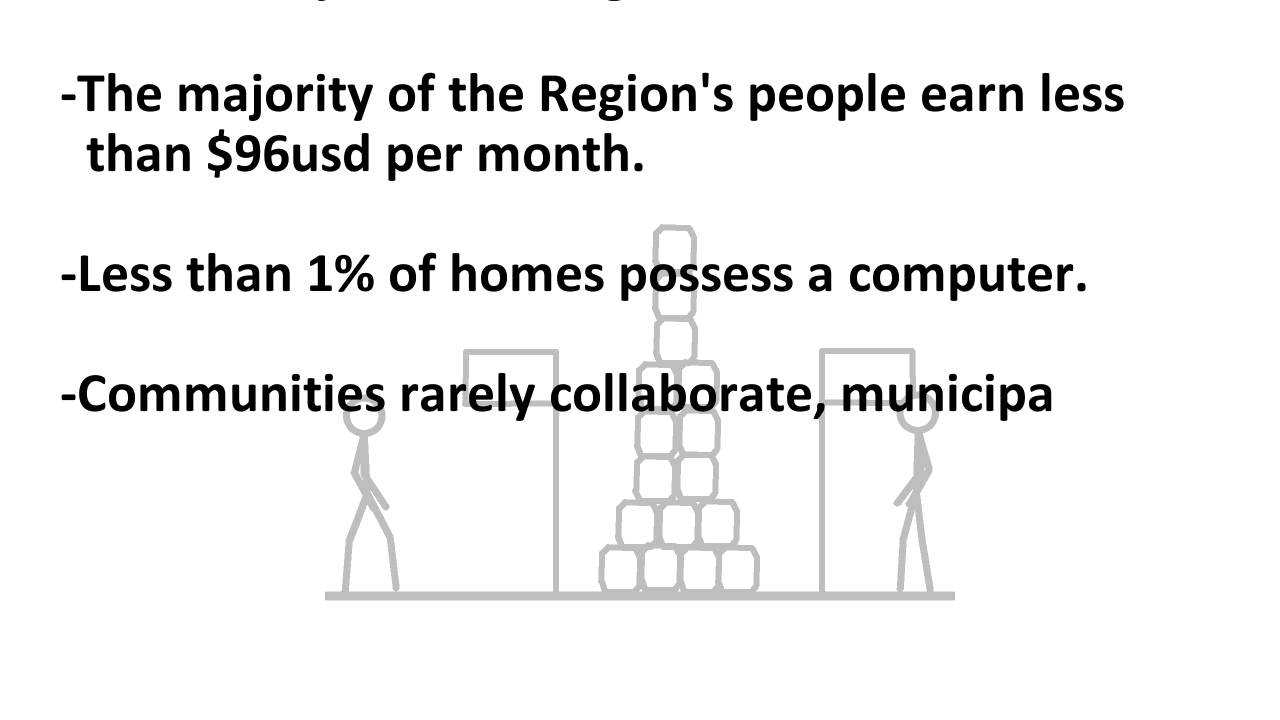 -The majority of the Region's people earn less
than $96usd per month.
-Less than 1% of homes possess a computer.
-Communities rarely collaborate, municipa